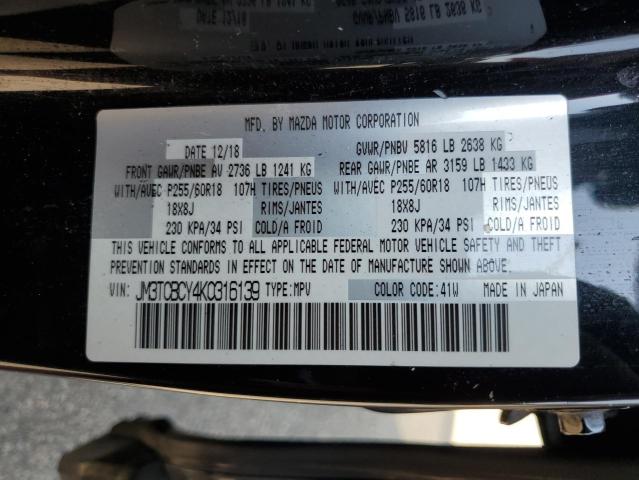 MFD. BY MAZDA MOTOR CORPORATION
DATE 12/18 GVWR/PNBV 5816 LB 2638 KG
FRONT GAWR/PNBE AV 2736 LB 1241 KG REAR GAWR/PNBE AR 3159 LB 1433 KG
WITH/AVEC P255/60R18 107H TIRES/PNEUS WITH/AVEC P255/60R18 107H TIRES/PNEUS
18X8J RIMS/JANTES 18X8J RIMS/JANTES
230 KPA/34 PSI COLD/A FROID 230 KPA/34 PSI COLD/A FROID
THIS VEHICLE CONFORMS TO ALL APPLICABLE FEDERAL MOTOR VEHICLE SAFETY AND THEFT
PREVENTION STANDARDS IN EFFECT ON THE DATE OF MANUFACTURE SHOWN ABOVE.
VIN: JM3TCBCY4K0316139 TYPE:MPV COLOR CODE:41W MADE IN JAPAN